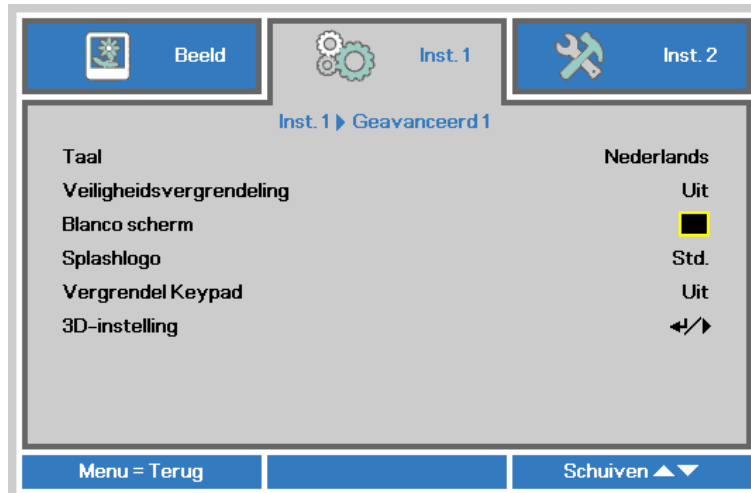 Beeld
Inst. 1
Inst. 2
Inst. 1 Geavanceerd 1
Taal Nederlands
Veiligheidsvergrendeling Uit
Blanco scherm
Splashlogo Std.
Vergrendel Keypad Uit
3D-instelling ↵/▶
Menu = Terug
Schuiven ▲▼